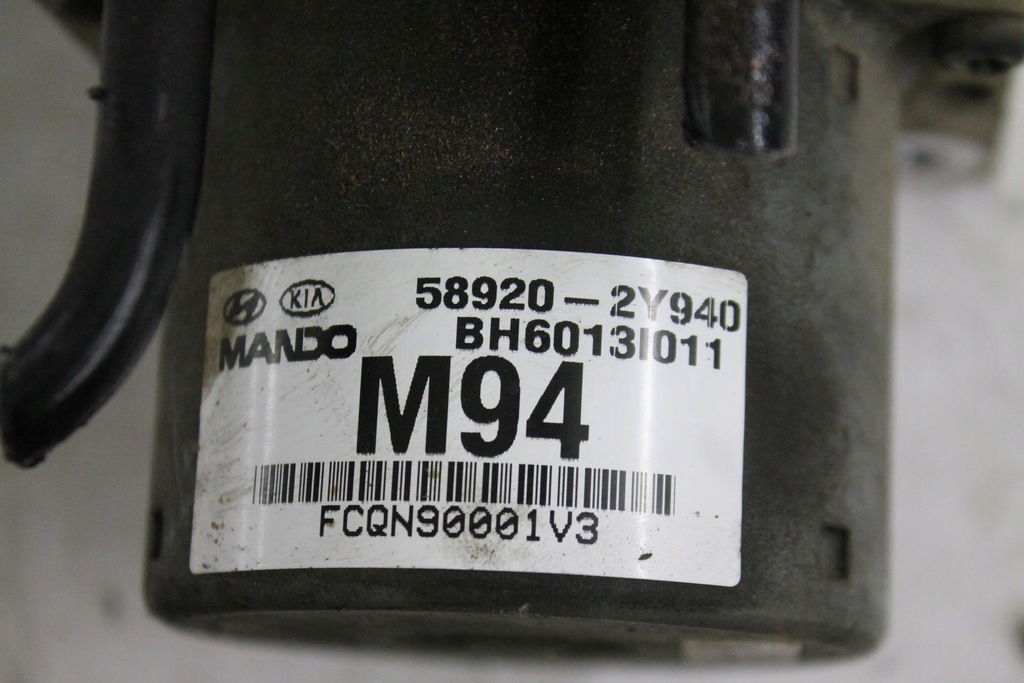 KIA 58920-2Y940
MANDO BH6013I011
M94
FCQN90001V3